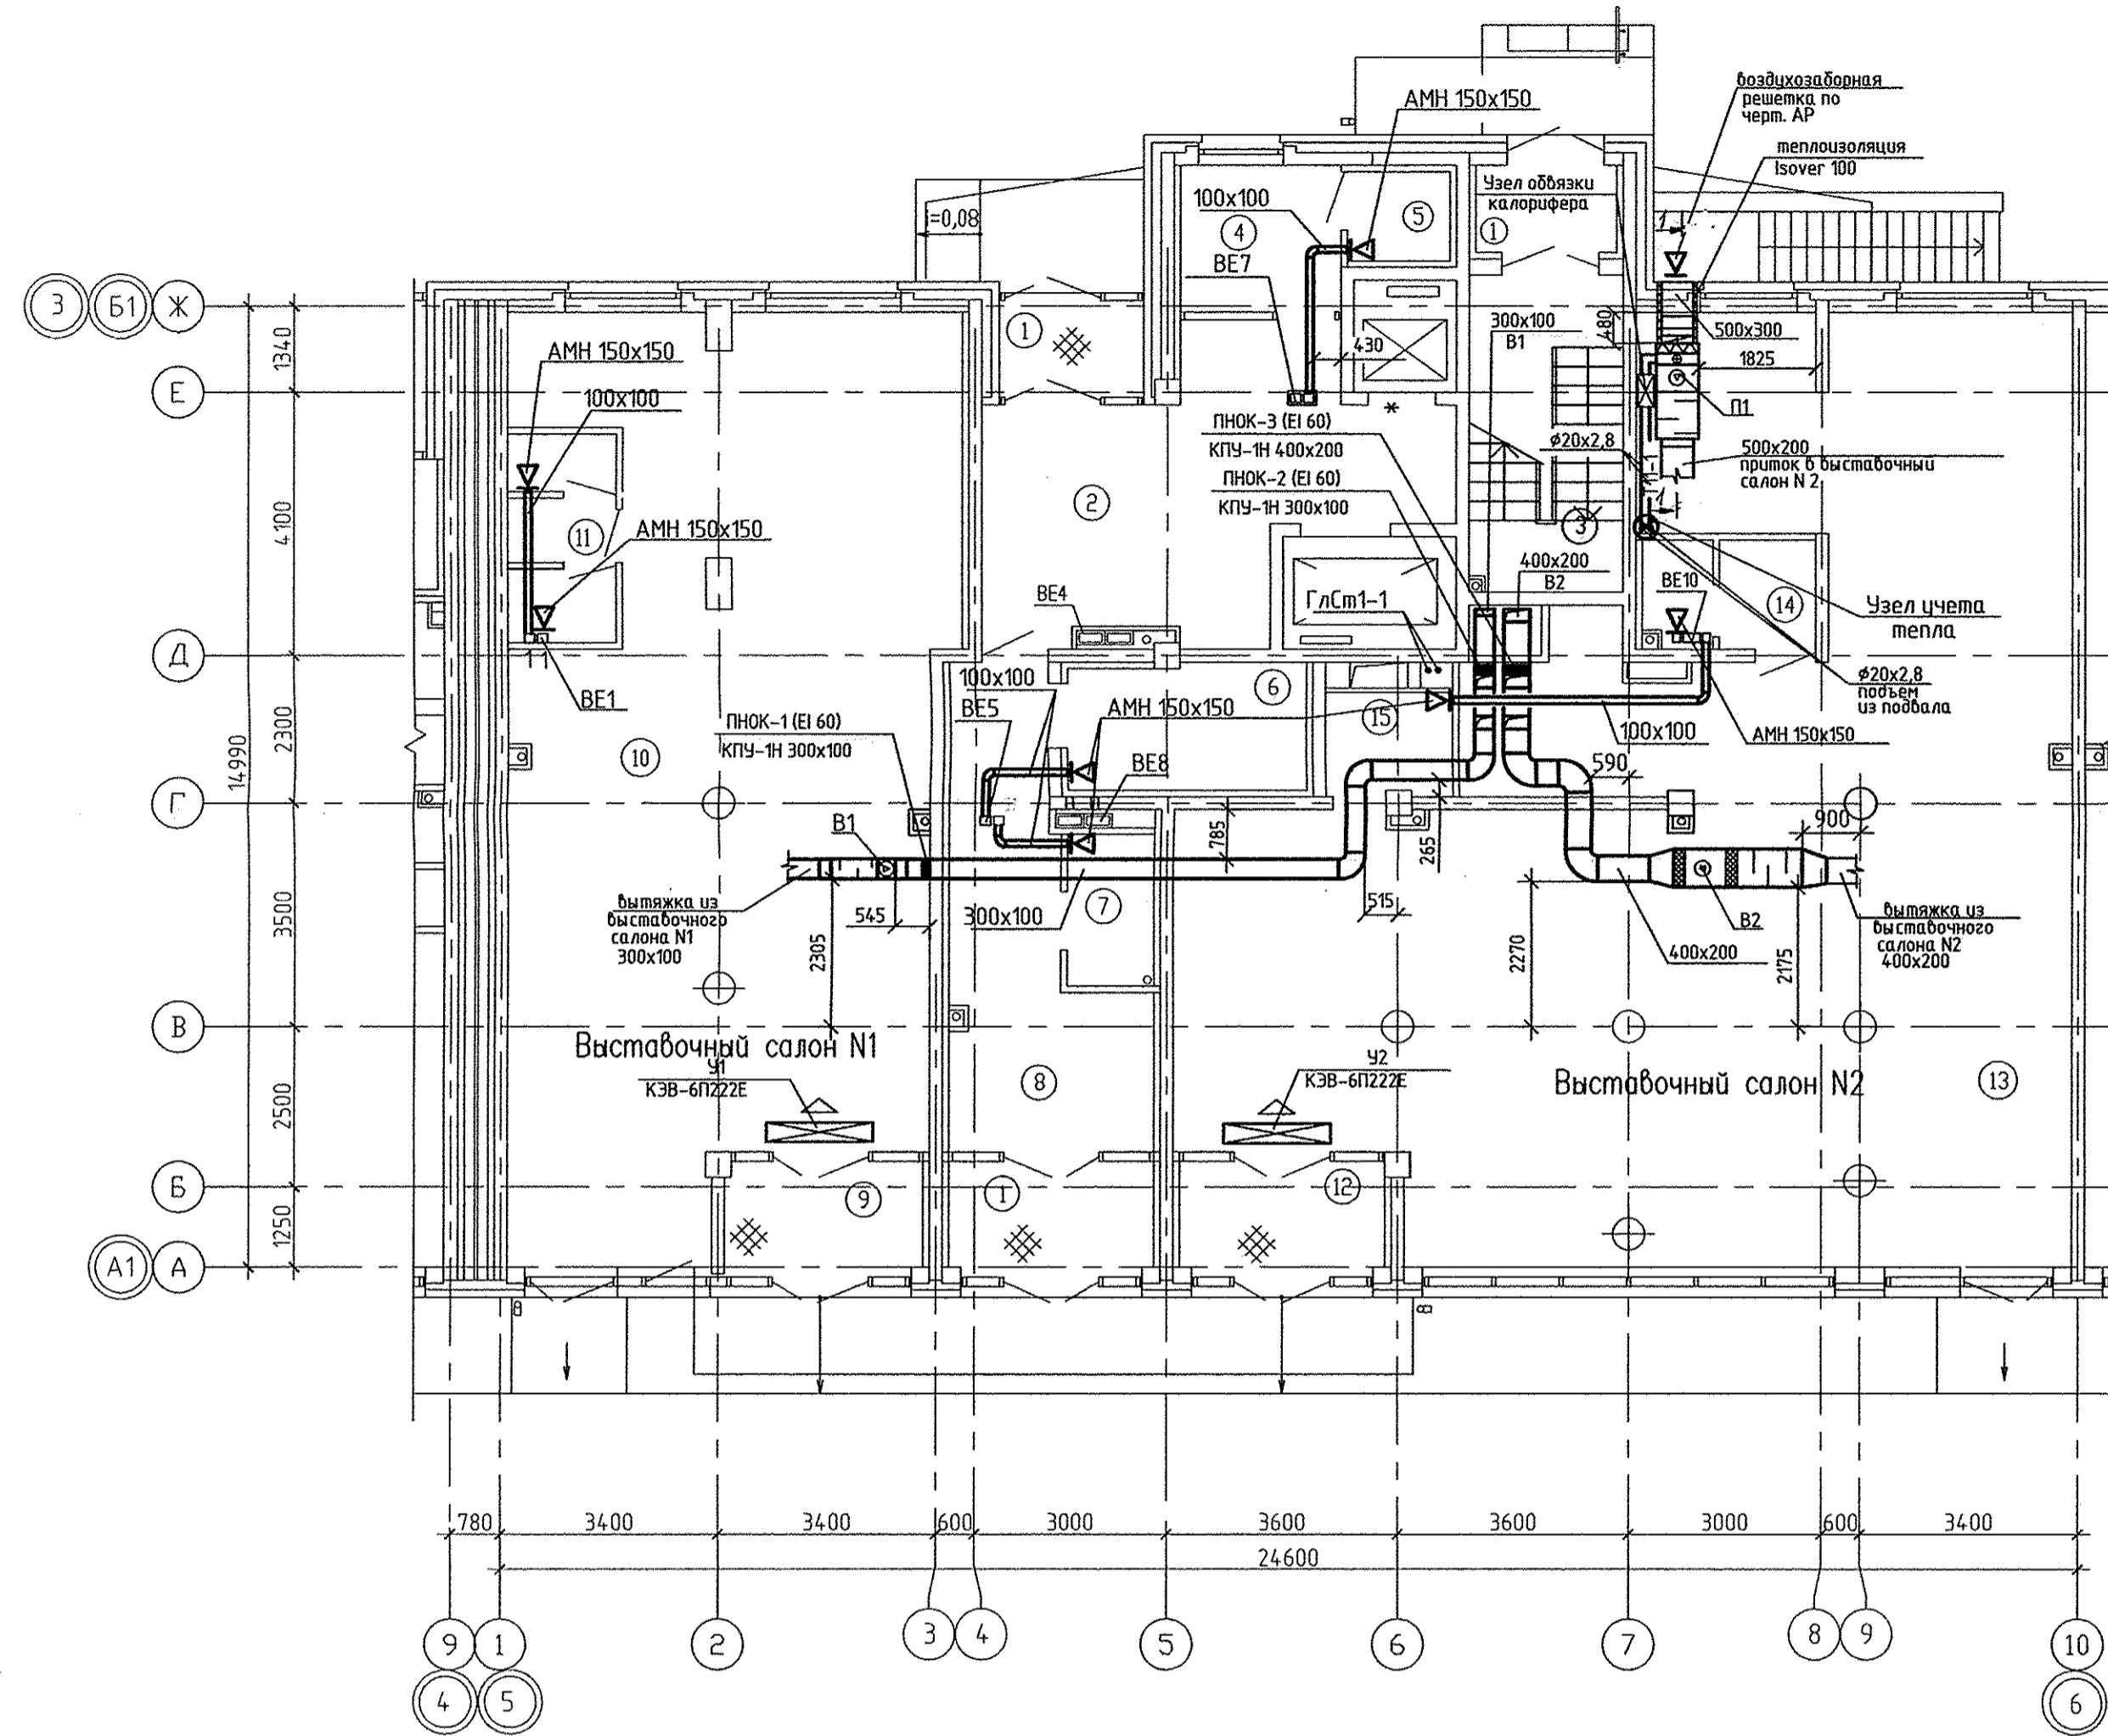 воздухозаборная
решетка по
черт. АР
АМН 150х150
теплоизоляция
Isover 100
Узел обвязки
калорифера
100х100
4
5
1
ВЕ7
i=0,08
1
3
Б1
Ж
1
300х100
В1
480
500х300
1340
АМН 150х150
430
1825
Е
100х100
П1
ПНОК-3 (EI 60)
КПУ-1Н 400х200
ø20х2,8
500х200
приток в выставочный
салон N 2
ПНОК-2 (EI 60)
КПУ-1Н 300х100
4100
2
11
АМН 150х150
3
1
400х200
В2
ВЕ4
ГлСт1-1
ВЕ10
14
Узел учета
тепла
Д
1 1
ВЕ1
100х100
ВЕ5
6
АМН 150х150
15
ø20х2,8
подъем
из подвала
ПНОК-1 (EI 60)
КПУ-1Н 300х100
100х100
АМН 150х150
2300
14990
10
ВЕ8
590
Г
В1
785
265
900
вытяжка из
выставочного
салона N1
300х100
545
300х100
7
515
В2
вытяжка из
выставочного
салона N2
400х200
3500
2305
2270
400х200
2175
В
Выставочный салон N1
У1
КЭВ-6П222Е
8
У2
КЭВ-6П222Е
Выставочный салон N2
13
2500
Б
9
1
12
1250
А1
А
780
3400
3400
600
3000
3600
3600
3000
600
3400
24600
9
1
2
3
4
5
6
7
8
9
10
4
5
6